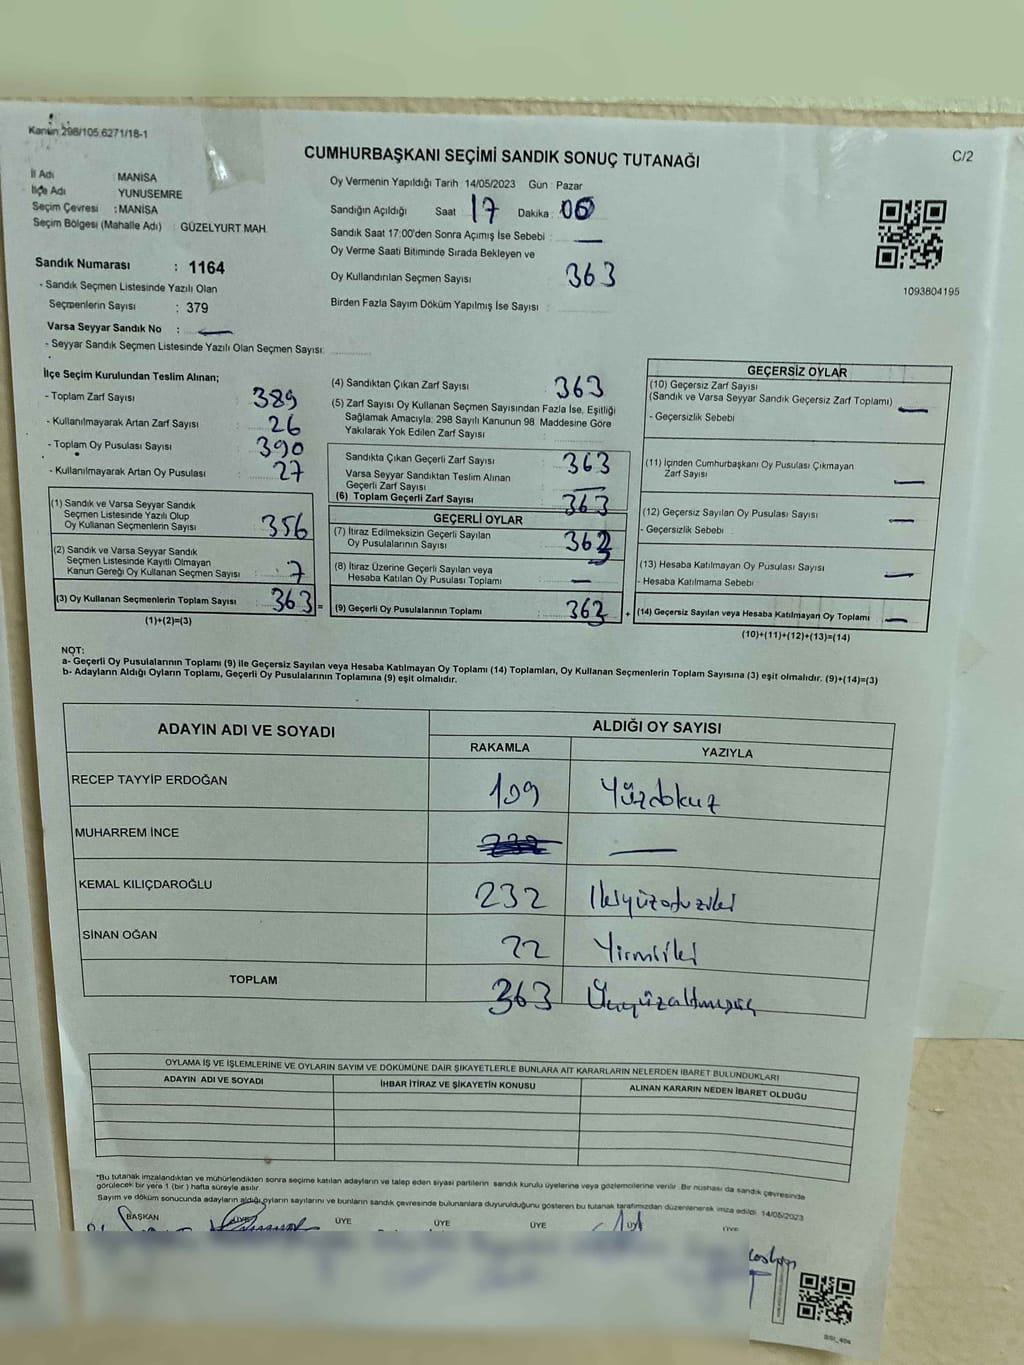 Kanun:298/105.6271/18-1
CUMHURBAŞKANI SEÇİMİ SANDIK SONUÇ TUTANAĞI
C/2
İl Adı : MANİSA
İlçe Adı : YUNUSEMRE
Seçim Çevresi : MANİSA
Seçim Bölgesi (Mahalle Adı) : GÜZELYURT MAH.
Sandık Numarası : 1164
- Sandık Seçmen Listesinde Yazılı Olan
Seçmenlerin Sayısı : 379
Varsa Seyyar Sandık No : —
- Seyyar Sandık Seçmen Listesinde Yazılı Olan Seçmen Sayısı:
Oy Vermenin Yapıldığı Tarih 14/05/2023 Gün Pazar
Sandığın Açıldığı Saat 17 Dakika : 00
Sandık Saat 17:00'den Sonra Açımış İse Sebebi : —
Oy Verme Saati Bitiminde Sırada Bekleyen ve
Oy Kullandırılan Seçmen Sayısı : 363
Birden Fazla Sayım Döküm Yapılmış İse Sayısı :
1093804195
İlçe Seçim Kurulundan Teslim Alınan;
- Toplam Zarf Sayısı : 389
- Kullanılmayarak Artan Zarf Sayısı : 26
- Toplam Oy Pusulası Sayısı : 390
- Kullanılmayarak Artan Oy Pusulası : 27
(1) Sandık ve Varsa Seyyar Sandık
Seçmen Listesinde Yazılı Olup
Oy Kullanan Seçmenlerin Sayısı : 356
(2) Sandık ve Varsa Seyyar Sandık
Seçmen Listesinde Kayıtlı Olmayan
Kanun Gereği Oy Kullanan Seçmen Sayısı : 7
(3) Oy Kullanan Seçmenlerin Toplam Sayısı : 363 =
(1)+(2)=(3)
(4) Sandıktan Çıkan Zarf Sayısı : 363
(5) Zarf Sayısı Oy Kullanan Seçmen Sayısından Fazla İse, Eşitliği
Sağlamak Amacıyla; 298 Sayılı Kanunun 98 Maddesine Göre
Yakılarak Yok Edilen Zarf Sayısı :
Sandıkta Çıkan Geçerli Zarf Sayısı : 363
Varsa Seyyar Sandıktan Teslim Alınan
Geçerli Zarf Sayısı : —
(6) Toplam Geçerli Zarf Sayısı : 363
GEÇERLİ OYLAR
(7) İtiraz Edilmeksizin Geçerli Sayılan
Oy Pusulalarının Sayısı : 363
(8) İtiraz Üzerine Geçerli Sayılan veya
Hesaba Katılan Oy Pusulası Toplamı : —
(9) Geçerli Oy Pusulalarının Toplamı : 363 +
GEÇERSİZ OYLAR
(10) Geçersiz Zarf Sayısı
(Sandık ve Varsa Seyyar Sandık Geçersiz Zarf Toplamı) : —
- Geçersizlik Sebebi
(11) İçinden Cumhurbaşkanı Oy Pusulası Çıkmayan
Zarf Sayısı : —
(12) Geçersiz Sayılan Oy Pusulası Sayısı : —
- Geçersizlik Sebebi
(13) Hesaba Katılmayan Oy Pusulası Sayısı : —
- Hesaba Katılmama Sebebi
(14) Geçersiz Sayılan veya Hesaba Katılmayan Oy Toplamı : —
(10)+(11)+(12)+(13)=(14)
NOT:
a- Geçerli Oy Pusulalarının Toplamı (9) ile Geçersiz Sayılan veya Hesaba Katılmayan Oy Toplamı (14) Toplamları, Oy Kullanan Seçmenlerin Toplam Sayısına (3) eşit olmalıdır. (9)+(14)=(3)
b- Adayların Aldığı Oyların Toplamı, Geçerli Oy Pusulalarının Toplamına (9) eşit olmalıdır.
ADAYIN ADI VE SOYADI
ALDIĞI OY SAYISI
RAKAMLA YAZIYLA
RECEP TAYYİP ERDOĞAN 109 Yüzdokuz
MUHARREM İNCE —
KEMAL KILIÇDAROĞLU 232 İkiyüzotuziki
SİNAN OĞAN 22 Yirmiiki
TOPLAM 363 Üçyüzaltmışüç
OYLAMA İŞ VE İŞLEMLERİNE VE OYLARIN SAYIM VE DÖKÜMÜNE DAİR ŞİKAYETLERLE BUNLARA AİT KARARLARIN NELERDEN İBARET BULUNDUKLARI
ADAYIN ADI VE SOYADI İHBAR İTİRAZ VE ŞİKAYETİN KONUSU ALINAN KARARIN NEDEN İBARET OLDUĞU
*Bu tutanak imzalandıktan ve mühürlendikten sonra seçime katılan adayların ve talep eden siyasi partilerin sandık kurulu üyelerine veya gözlemcilerine verilir. Bir nüshası da sandık çevresinde
görülecek bir yere 1 (bir) hafta süreyle asılır.
Sayım ve döküm sonucunda adayların aldığı oyların sayılarını ve bunların sandık çevresinde bulunanlara duyurulduğunu gösteren bu tutanak tarafımızdan düzenlenerek imza edildi. 14/05/2023
BAŞKAN ÜYE ÜYE ÜYE ÜYE ÜYE